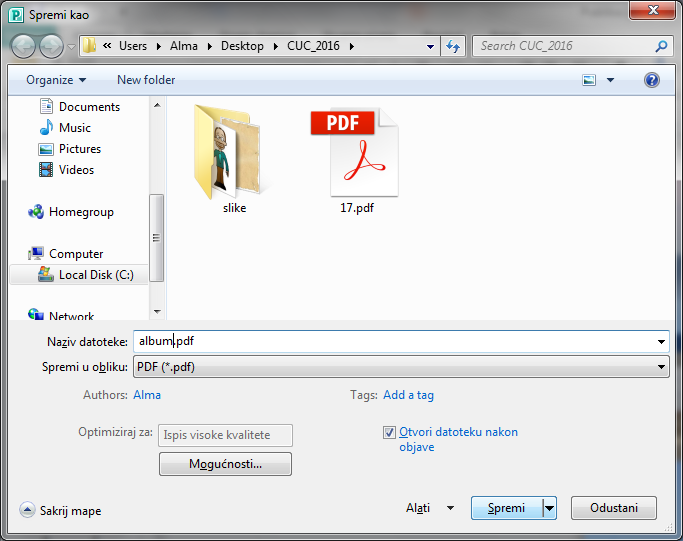 Spremi kao
« Users Alma Desktop CUC_2016
Search CUC_2016
Organize
New folder
Documents
Music
Pictures
Videos
Homegroup
Computer
Local Disk (C:)
Network
slike
PDF
17.pdf
Naziv datoteke: album.pdf
Spremi u obliku: PDF (*.pdf)
Authors: Alma
Tags: Add a tag
Optimiziraj za: Ispis visoke kvalitete
Mogućnosti...
Otvori datoteku nakon
objave
Sakrij mape
Alati
Spremi
Odustani